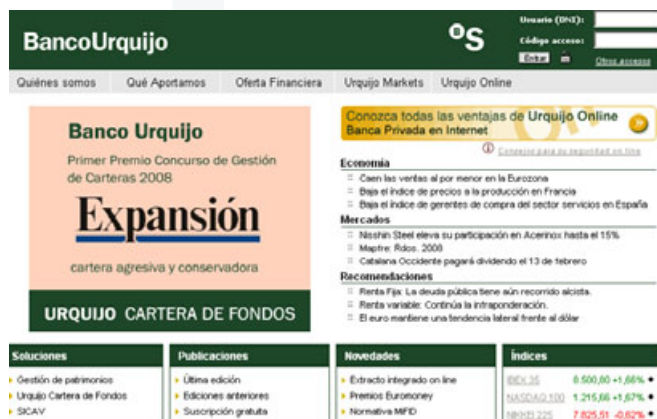 BancoUrquijo
BS
Usuario (DNI):
Código acceso:
Entrar
Otros accesos
Quiénes somos Qué Aportamos Oferta Financiera Urquijo Markets Urquijo Online
Banco Urquijo
Primer Premio Concurso de Gestión
de Carteras 2008
Expansión
cartera agresiva y conservadora
URQUIJO CARTERA DE FONDOS
Conozca todas las ventajas de Urquijo Online
Banca Privada en Internet
Consejos para su seguridad on line
Economía
Caen las ventas al por menor en la Eurozona
Baja el índice de precios a la producción en Francia
Baja el índice de gerentes de compra del sector servicios en España
Mercados
Nisshin Steel eleva su participación en Acerinox hasta el 15%
Mapfre: Rdos. 2008
Catalana Occidente pagará dividendo el 13 de febrero
Recomendaciones
Renta Fija: La deuda pública tiene aún recorrido alcista.
Renta variable: Continúa la intraponderación.
El euro mantiene una tendencia lateral frente al dólar
Soluciones
Gestión de patrimonios
Urquijo Cartera de Fondos
SICAV
Publicaciones
Última edición
Ediciones anteriores
Suscripción gratuita
Novedades
Extracto integrado on line
Premios Euromoney
Normativa MiFID
Índices
IBEX 35 8.500,80 +1,66%
NASDAQ 100 1.215,66 +1,67%
NIKKEI 225 7.825,51 -0,62%